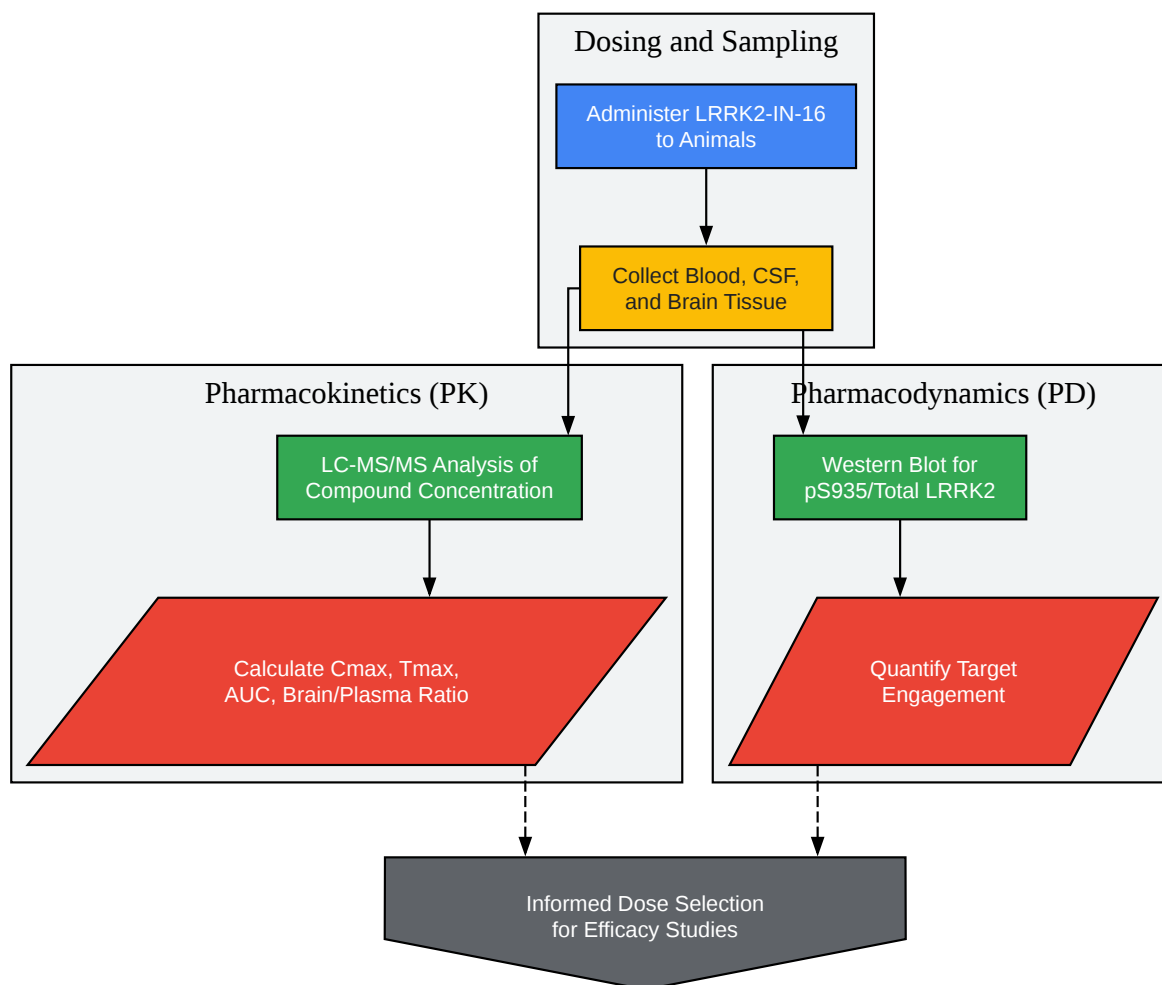 Dosing and Sampling
Administer LRRK2-IN-16
to Animals
Collect Blood, CSF,
and Brain Tissue
Pharmacokinetics (PK)
LC-MS/MS Analysis of
Compound Concentration
Calculate Cmax, Tmax,
AUC, Brain/Plasma Ratio
Pharmacodynamics (PD)
Western Blot for
pS935/Total LRRK2
Quantify Target
Engagement
Informed Dose Selection
for Efficacy Studies